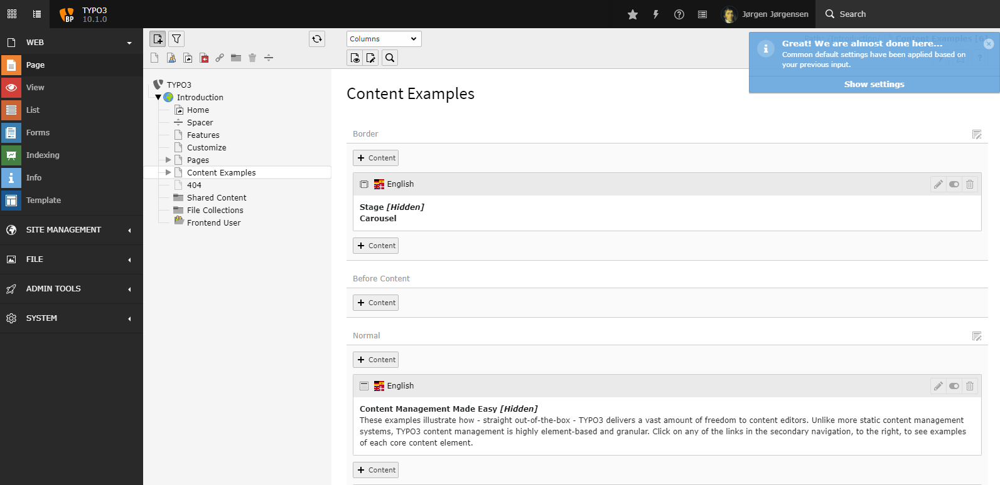 TYPO3
10.1.0
BP
Jørgen Jørgensen
Search
WEB
Page
View
List
Forms
Indexing
Info
Template
SITE MANAGEMENT
FILE
ADMIN TOOLS
SYSTEM
TYPO3
Introduction
Home
Spacer
Features
Customize
Pages
Content Examples
404
Shared Content
File Collections
Frontend User
Columns
Content Examples [6]
Great! We are almost done here...
Common default settings have been applied based on
your previous input.
Show settings
Content Examples
Border
Content
English
Stage [Hidden]
Carousel
Content
Before Content
Content
Normal
Content
English
Content Management Made Easy [Hidden]
These examples illustrate how - straight out-of-the-box - TYPO3 delivers a vast amount of freedom to content editors. Unlike more static content management
systems, TYPO3 content management is highly element-based and granular. Click on any of the links in the secondary navigation, to the right, to see examples
of each core content element.
Content